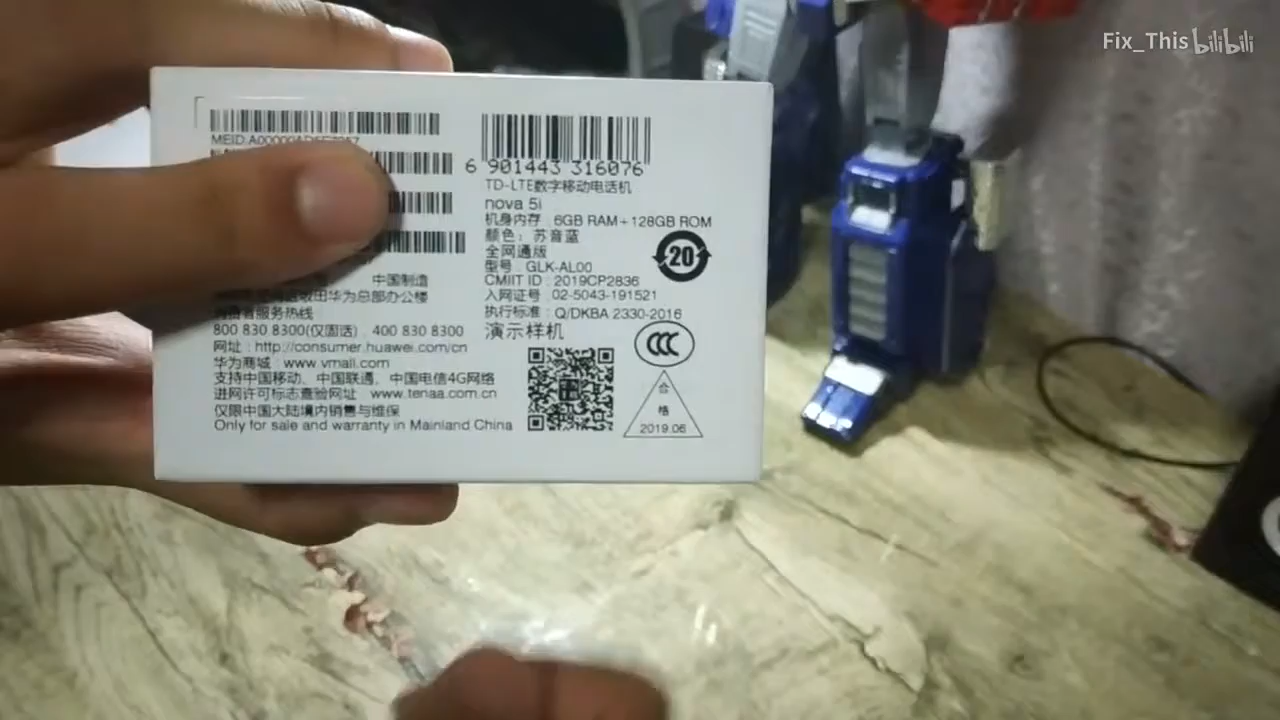 Fix_This bilibili
MEID
6 901443 316076
TD-LTE数字移动电话机
nova 5i
机身内存：6GB RAM+128GB ROM
颜色：苏音蓝
全网通版
型号：GLK-AL00
CMIIT ID：2019CP2836
入网证号：02-5043-191521
执行标准：Q/DKBA 2330-2016
演示样机
20
CCC
合
格
2019.06
中国制造
田华为总部办公楼
消费者服务热线
800 830 8300(仅固话)，400 830 8300
网址：http://consumer.huawei.com/cn
华为商城：www.vmall.com
支持中国移动、中国联通、中国电信4G网络
进网许可标志查验网址：www.tenaa.com.cn
仅限中国大陆境内销售与维保
Only for sale and warranty in Mainland China